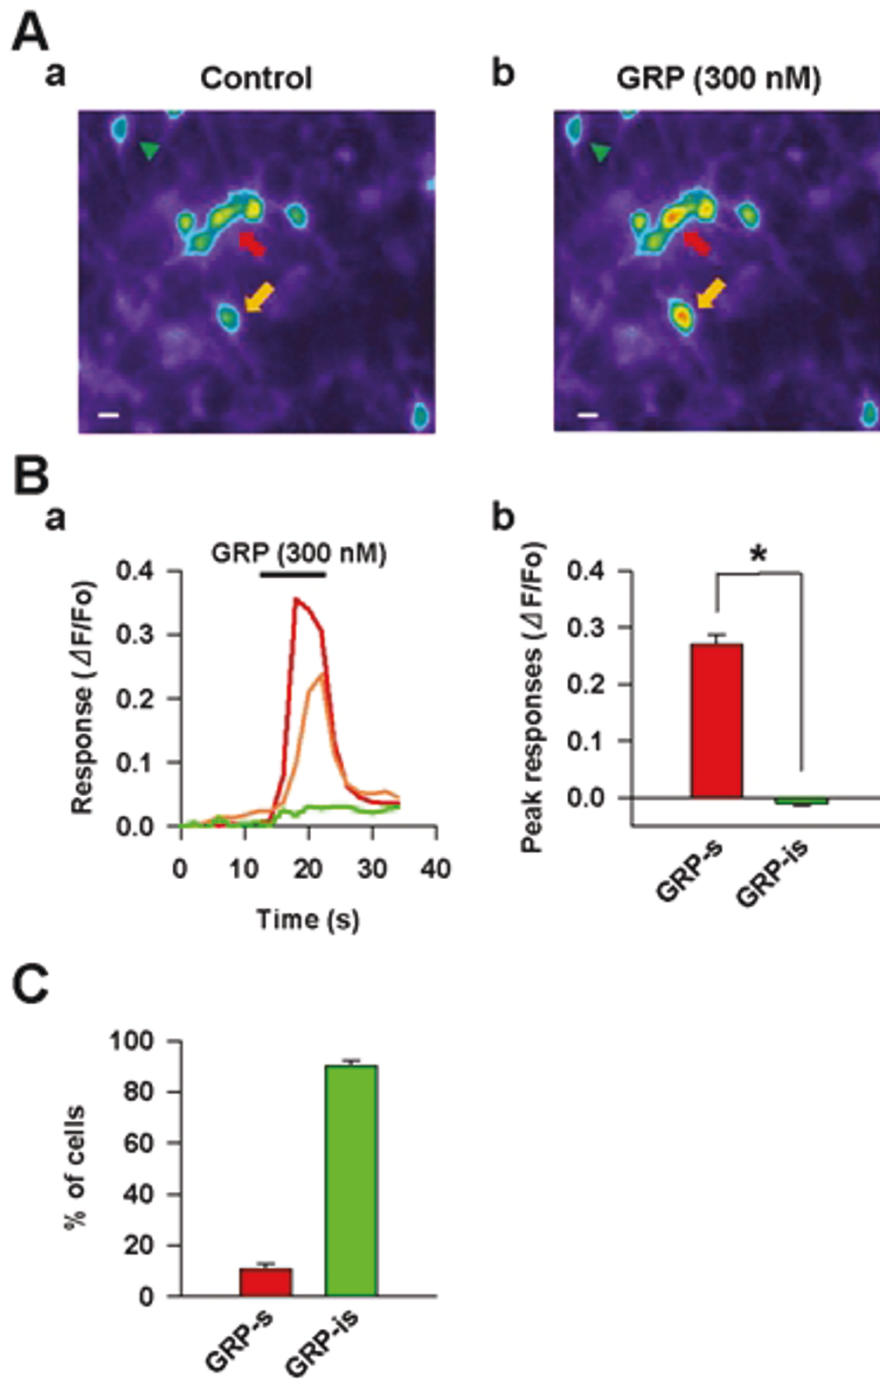 A
a
Control
b
GRP (300 nM)
B
a
GRP (300 nM)
0.4
0.3
0.2
0.1
0.0
Response (ΔF/Fo)
0 10 20 30 40
Time (s)
b
*
0.4
0.3
0.2
0.1
0.0
Peak responses (ΔF/Fo)
GRP-s
GRP-is
C
100
80
60
40
20
0
% of cells
GRP-s
GRP-is